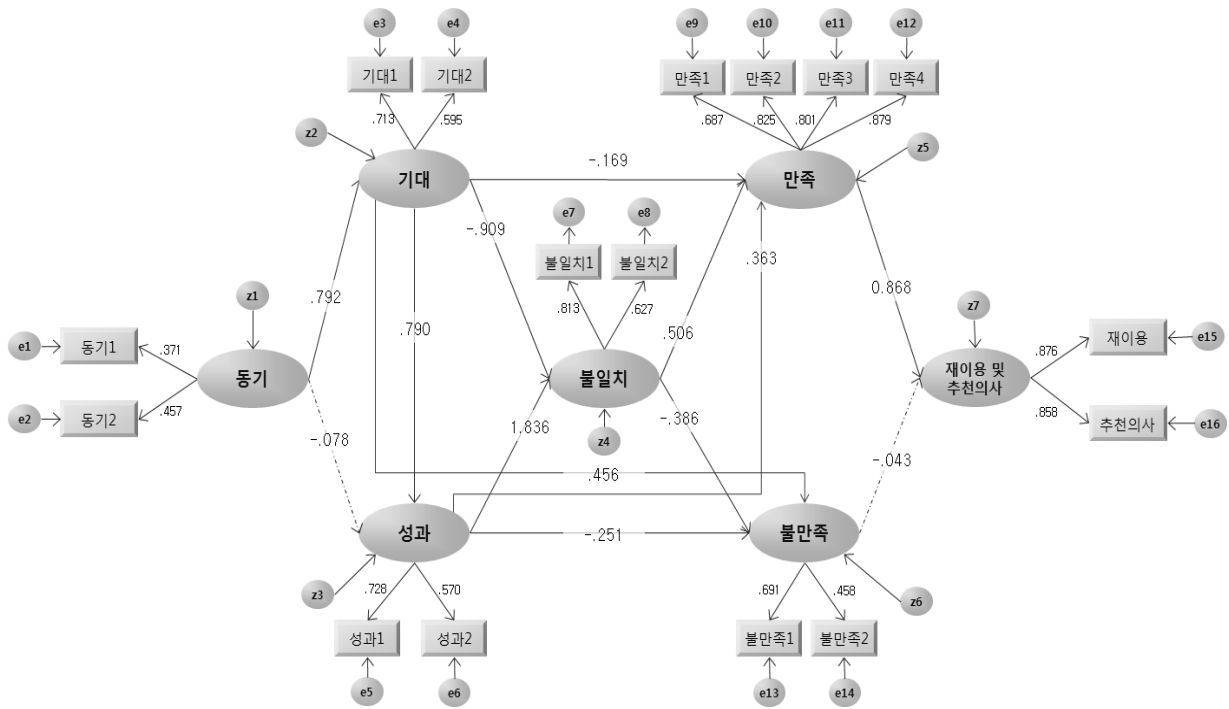 e3 e4 e9 e10 e11 e12
기대1 기대2 만족1 만족2 만족3 만족4
.713 .595 .687 .825 .801 .879
z2 z5
기대 -.169 만족
e7 e8
-.909 .363
불일치1 불일치2
.792 .813 .627 0.868
z1 z7
.790 .506
e1 동기1 .371 .876 재이용 e15
동기 불일치 재이용 및
추천의사
e2 동기2 .457 .858 추천의사 e16
-.078 1.836 z4 -.386 -.043
.456
성과 -.251 불만족
z3 .728 .570 .691 .458 z6
성과1 성과2 불만족1 불만족2
e5 e6 e13 e14